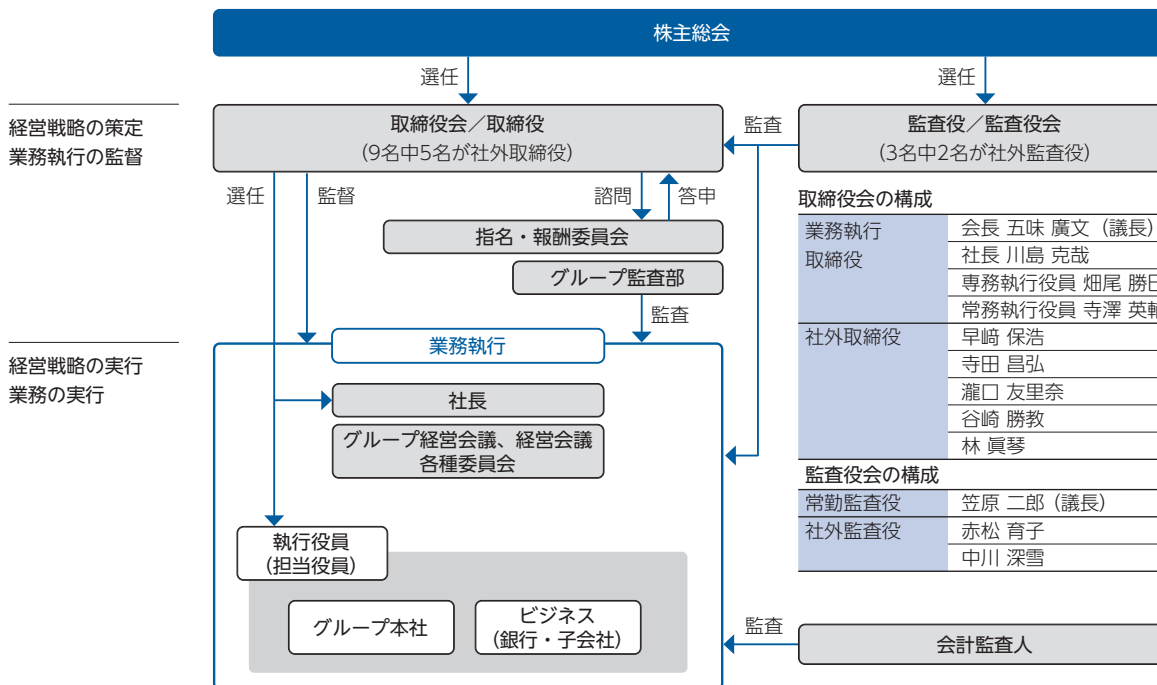 株主総会
選任
選任
経営戦略の策定
業務執行の監督
取締役会／取締役
(9名中5名が社外取締役)
監査
監査役／監査役会
(3名中2名が社外監査役)
選任
監督
諮問
答申
指名・報酬委員会
グループ監査部
監査
取締役会の構成
業務執行
取締役
会長 五味 廣文（議長）
社長 川島 克哉
専務執行役員 畑尾 勝
常務執行役員 寺澤 英
社外取締役
早﨑 保浩
寺田 昌弘
瀧口 友里奈
谷崎 勝教
林 眞琴
監査役会の構成
常勤監査役
笠原 二郎（議長）
社外監査役
赤松 育子
中川 深雪
経営戦略の実行
業務の実行
業務執行
社長
グループ経営会議、経営会議
各種委員会
執行役員
(担当役員)
グループ本社
ビジネス
(銀行・子会社)
監査
会計監査人